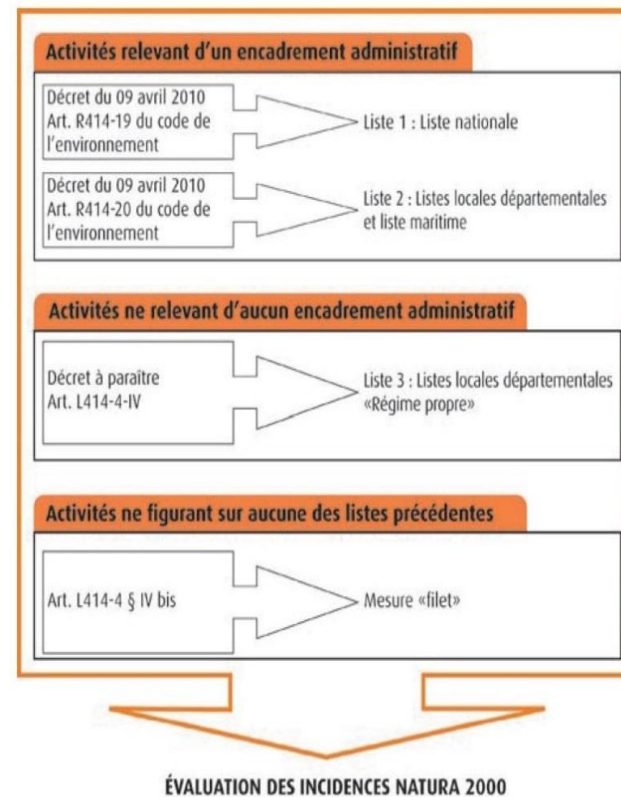 Activités relevant d'un encadrement administratif
Décret du 09 avril 2010
Art. R414-19 du code de
l'environnement
Liste 1 : Liste nationale
Décret du 09 avril 2010
Art. R414-20 du code de
l'environnement
Liste 2 : Listes locales départementales
et liste maritime
Activités ne relevant d'aucun encadrement administratif
Décret à paraître
Art. L414-4-IV
Liste 3 : Listes locales départementales
«Régime propre»
Activités ne figurant sur aucune des listes précédentes
Art. L414-4 § IV bis
Mesure «filet»
ÉVALUATION DES INCIDENCES NATURA 2000